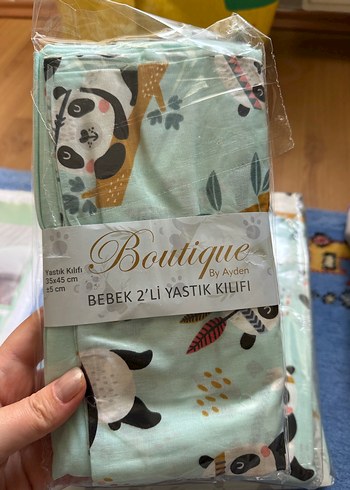 Boutique
By Ayden
Yastık Kılıfı
35x45 cm
±5 cm
BEBEK 2'Lİ YASTIK KILIFI